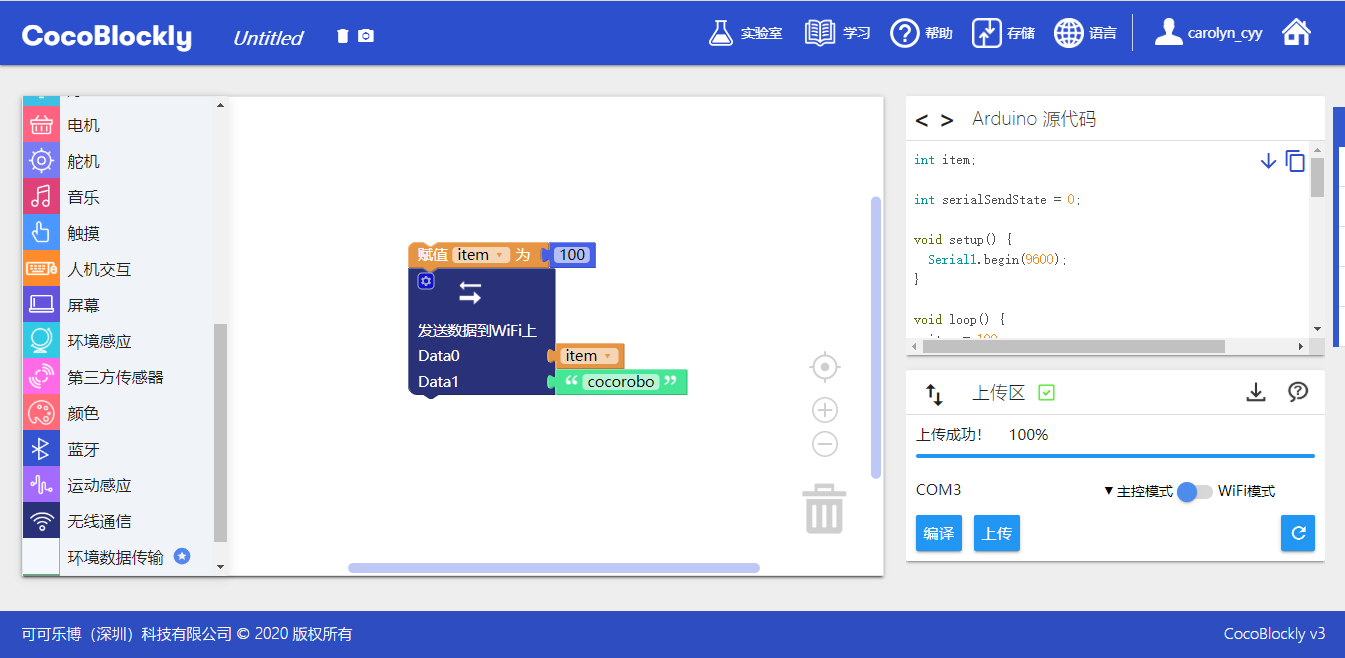 CocoBlockly Untitled 实验室 学习 帮助 存储 语言 carolyn_cyy
电机
舵机
音乐
触摸
人机交互
屏幕
环境感应
第三方传感器
颜色
蓝牙
运动感应
无线通信
环境数据传输
赋值 item 为 100
发送数据到WiFi上
Data0 item
Data1 “ cocorobo ”
< > Arduino 源代码
int item;
int serialSendState = 0;
void setup() {
Serial1.begin(9600);
}
void loop() {
上传区
上传成功! 100%
COM3 ▼主控模式 WiFi模式
编译 上传
可可乐博（深圳）科技有限公司 © 2020 版权所有
CocoBlockly v3